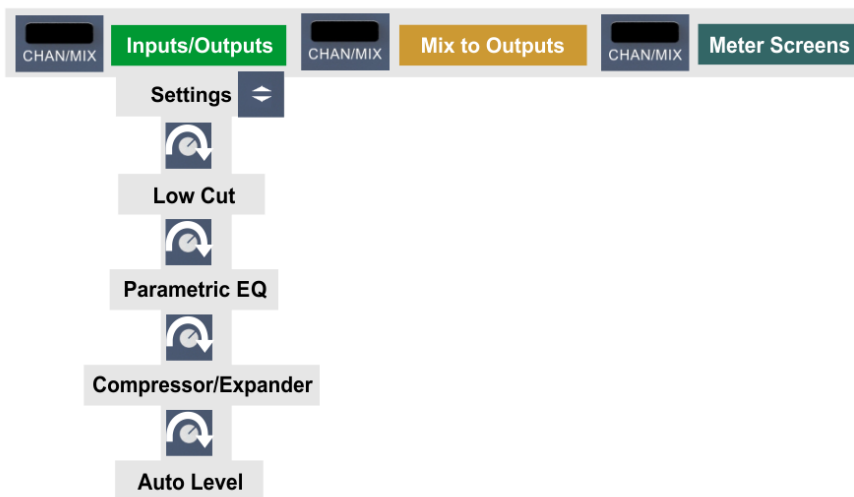 CHAN/MIX Inputs/Outputs CHAN/MIX Mix to Outputs CHAN/MIX Meter Screens
Settings
Low Cut
Parametric EQ
Compressor/Expander
Auto Level